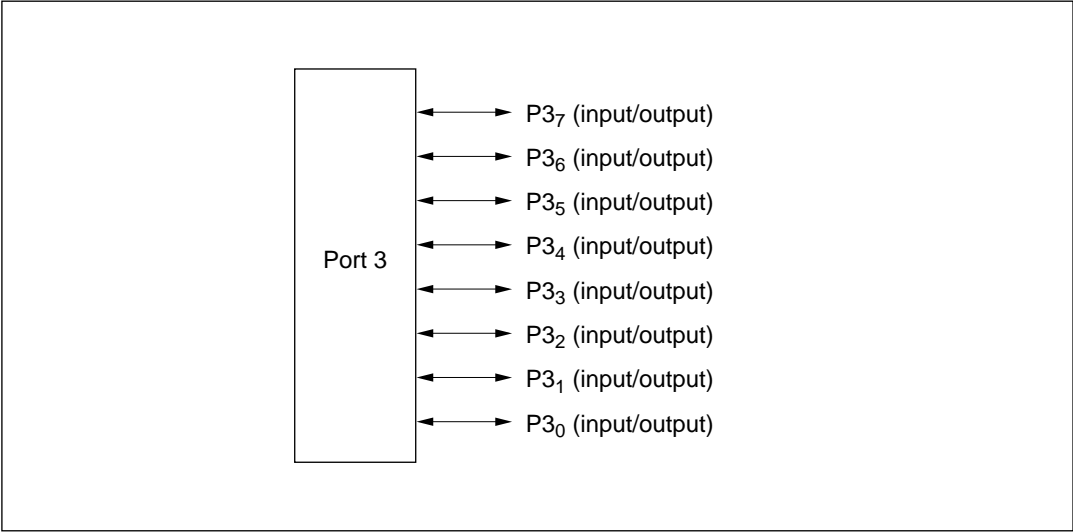 P3₇ (input/output)
P3₆ (input/output)
P3₅ (input/output)
P3₄ (input/output)
Port 3
P3₃ (input/output)
P3₂ (input/output)
P3₁ (input/output)
P3₀ (input/output)